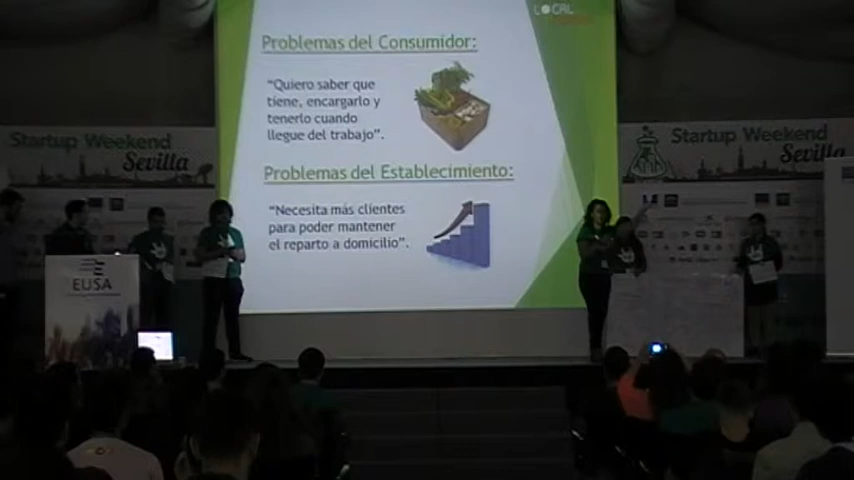 LOCAL
Problemas del Consumidor:
“Quiero saber que
tiene, encargarlo y
tenerlo cuando
llegue del trabajo”.
Problemas del Establecimiento:
“Necesita más clientes
para poder mantener
el reparto a domicilio”.
Startup Weekend
Sevilla
Startup Weekend
Sevilla
EUSA